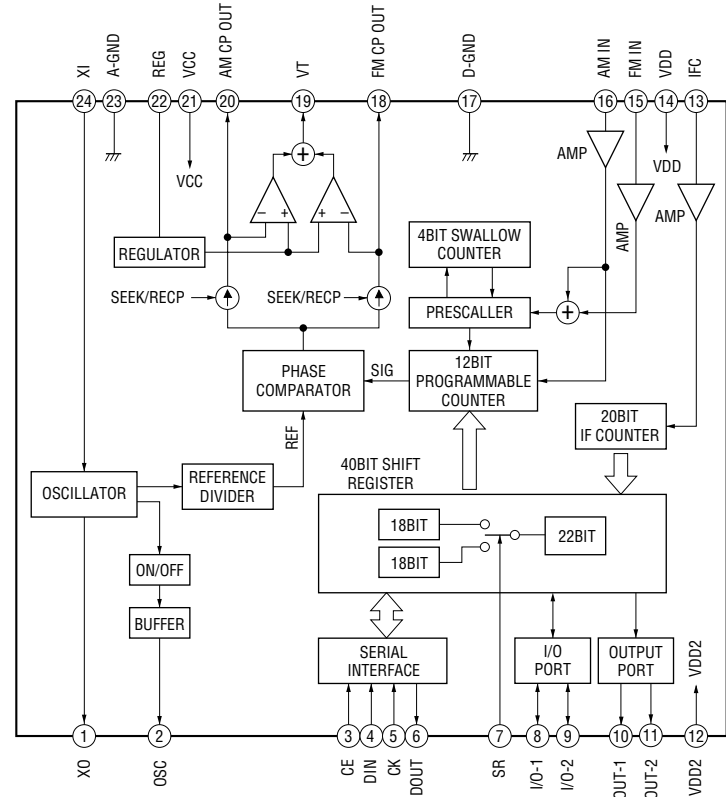 XI
A-GND
REG
VCC
AM CP OUT
VT
FM CP OUT
D-GND
AM IN
FM IN
VDD
IFC
24
23
22
21
20
19
18
17
16
15
14
13
VCC
+
AMP
VDD
AMP
AMP
− +
+ −
REGULATOR
4BIT SWALLOW
COUNTER
SEEK/RECP
SEEK/RECP
PRESCALLER
+
PHASE
COMPARATOR
SIG
12BIT
PROGRAMMABLE
COUNTER
20BIT
IF COUNTER
REF
OSCILLATOR
REFERENCE
DIVIDER
40BIT SHIFT
REGISTER
18BIT
18BIT
22BIT
ON/OFF
BUFFER
SERIAL
INTERFACE
I/O
PORT
OUTPUT
PORT
VDD2
1
2
3
4
5
6
7
8
9
10
11
12
XO
OSC
CE
DIN
CK
DOUT
SR
I/O-1
I/O-2
OUT-1
OUT-2
VDD2